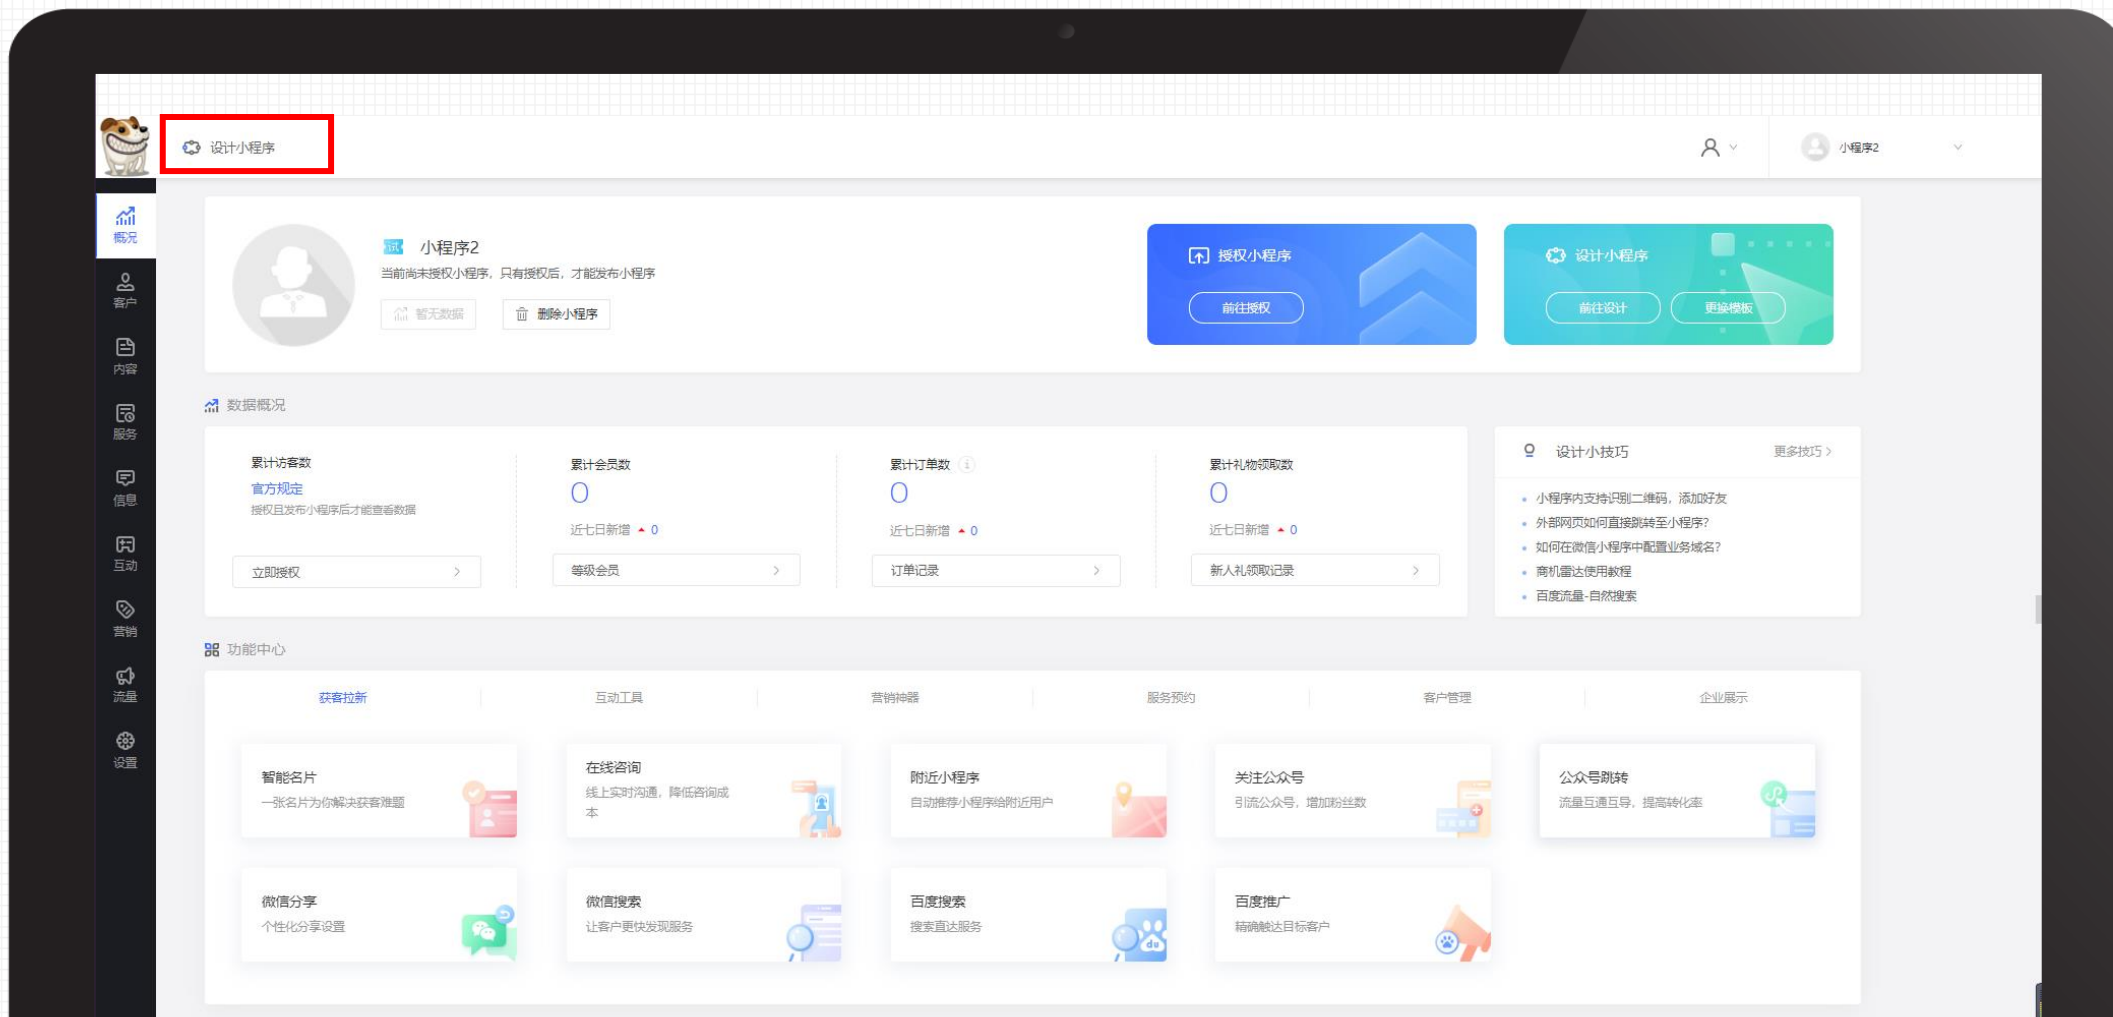 设计小程序
小程序2
概况
客户
内容
服务
信息
互动
营销
流量
设置
试 小程序2
当前尚未授权小程序，只有授权后，才能发布小程序
暂无数据 删除小程序
授权小程序
前往授权
设计小程序
前往设计 更换模板
数据概况
累计访客数
官方规定
授权且发布小程序后才能查看数据
立即授权
累计会员数
0
近七日新增 0
等级会员
累计订单数
0
近七日新增 0
订单记录
累计礼物领取数
0
近七日新增 0
新人礼领取记录
设计小技巧 更多技巧
小程序内支持识别二维码，添加好友
外部网页如何直接跳转至小程序？
如何在微信小程序中配置业务域名？
商机雷达使用教程
百度流量-自然搜索
功能中心
获客拉新 互动工具 营销神器 服务预约 客户管理 企业展示
智能名片
一张名片为你解决获客难题
在线咨询
线上实时沟通，降低咨询成
本
附近小程序
自动推荐小程序给附近用户
关注公众号
引流公众号，增加粉丝数
公众号跳转
流量互通互导，提高转化率
微信分享
个性化分享设置
微信搜索
让客户更快发现服务
百度搜索
搜索直达服务
du
百度推广
精确触达目标客户